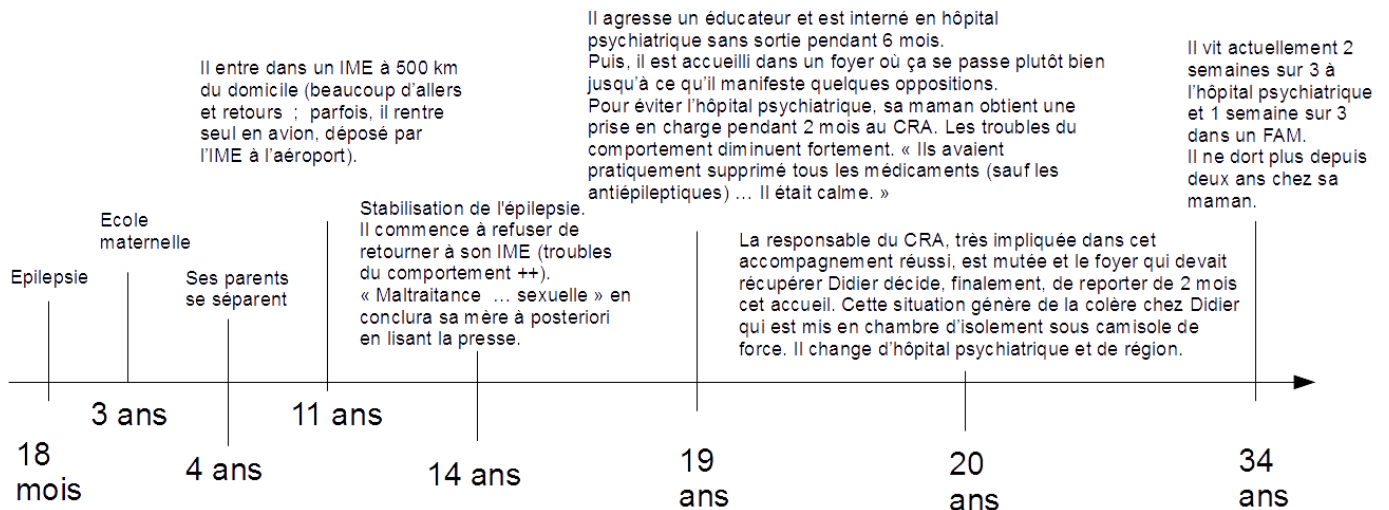 Epilepsie
18
mois
Ecole
maternelle
3 ans
Ses parents
se séparent
4 ans
Il entre dans un IME à 500 km
du domicile (beaucoup d'allers
et retours ; parfois, il rentre
seul en avion, déposé par
l'IME à l'aéroport).
11 ans
Stabilisation de l'épilepsie.
Il commence à refuser de
retourner à son IME (troubles
du comportement ++).
« Maltraitance ... sexuelle » en
conclura sa mère à posteriori
en lisant la presse.
14 ans
Il agresse un éducateur et est interné en hôpital
psychiatrique sans sortie pendant 6 mois.
Puis, il est accueilli dans un foyer où ça se passe plutôt bien
jusqu'à ce qu'il manifeste quelques oppositions.
Pour éviter l'hôpital psychiatrique, sa maman obtient une
prise en charge pendant 2 mois au CRA. Les troubles du
comportement diminuent fortement. « Ils avaient
pratiquement supprimé tous les médicaments (sauf les
antiépileptiques) ... Il était calme. »
19
ans
La responsable du CRA, très impliquée dans cet
accompagnement réussi, est mutée et le foyer qui devait
récupérer Didier décide, finalement, de reporter de 2 mois
cet accueil. Cette situation génère de la colère chez Didier
qui est mis en chambre d'isolement sous camisole de
force. Il change d'hôpital psychiatrique et de région.
20
ans
Il vit actuellement 2
semaines sur 3 à
l'hôpital psychiatrique
et 1 semaine sur 3
dans un FAM.
Il ne dort plus depuis
deux ans chez sa
maman.
34
ans